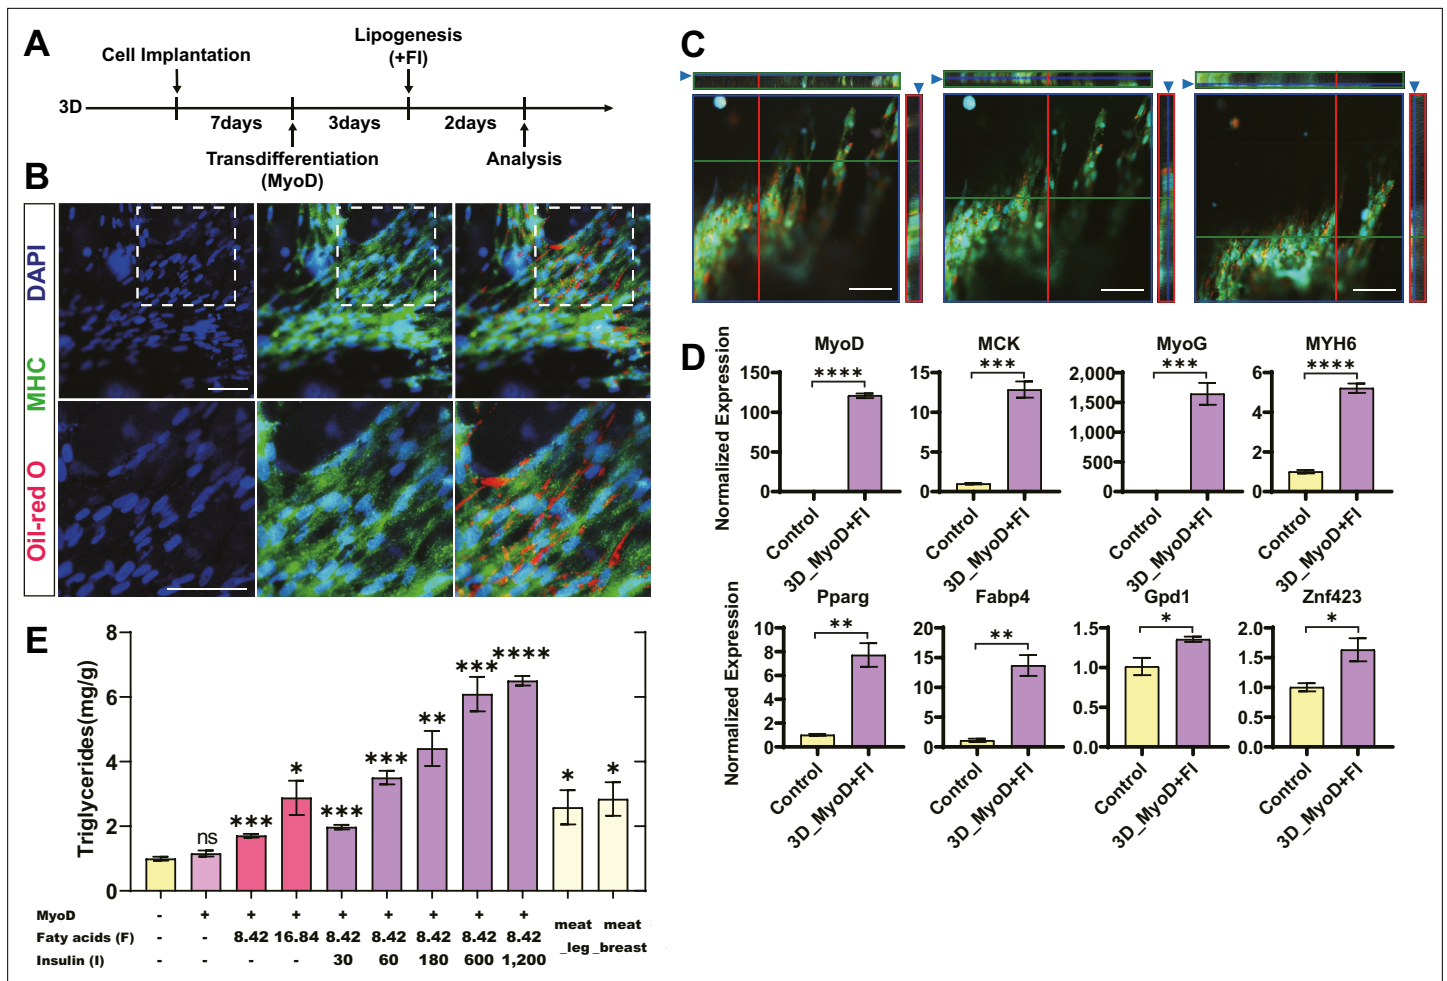 A
Cell Implantation
Lipogenesis
(+FI)
3D
7days
3days
2days
Transdifferentiation
(MyoD)
Analysis
B
DAPI
MHC
Oil-red O
C
D
Normalized Expression
MyoD
****
150
100
50
0
Control
3D_MyoD+FI
MCK
***
15
10
5
0
Control
3D_MyoD+FI
MyoG
***
2,000
1,500
1,000
500
0
Control
3D_MyoD+FI
MYH6
****
6
4
2
0
Control
3D_MyoD+FI
Normalized Expression
Pparg
**
10
8
6
4
2
0
Control
3D_MyoD+FI
Fabp4
**
20
15
10
5
0
Control
3D_MyoD+FI
Gpd1
*
1.5
1.0
0.5
0.0
Control
3D_MyoD+FI
Znf423
*
2.0
1.5
1.0
0.5
0.0
Control
3D_MyoD+FI
E
Triglycerides(mg/g)
8
6
4
2
0
ns *** * *** *** ** *** **** * *
MyoD - + + + + + + + +
Faty acids (F) - - 8.42 16.84 8.42 8.42 8.42 8.42 8.42
Insulin (I) - - - - 30 60 180 600 1,200
meat meat
_leg _breast